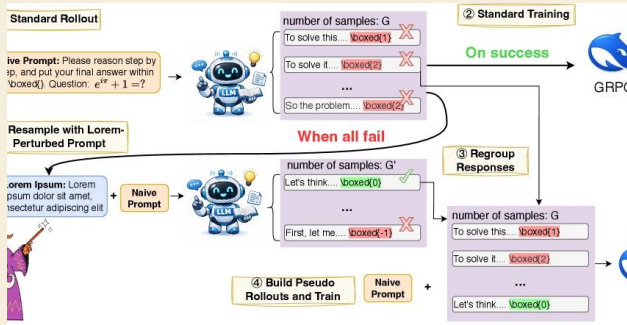 Standard Rollout
number of samples: G
② Standard Training
To solve this.... \boxed{1}
To solve it.... \boxed{2}
...
So the problem.... \boxed{2}
On success
GRPO
Prompt: Please reason step by
and put your final answer within
\boxed{}. Question: e^{iπ} + 1 =?
LLM
When all fail
Resample with Lorem-
Perturbed Prompt
Lorem Ipsum: Lorem
dolor sit amet,
adipiscing elit
+
Naive
Prompt
LLM
number of samples: G'
Let's think.... \boxed{0}
...
First, let me.... \boxed{-1}
③ Regroup
Responses
number of samples: G
To solve this.... \boxed{1}
To solve it.... \boxed{2}
...
Let's think.... \boxed{0}
④ Build Pseudo
Rollouts and Train
Naive
Prompt
+